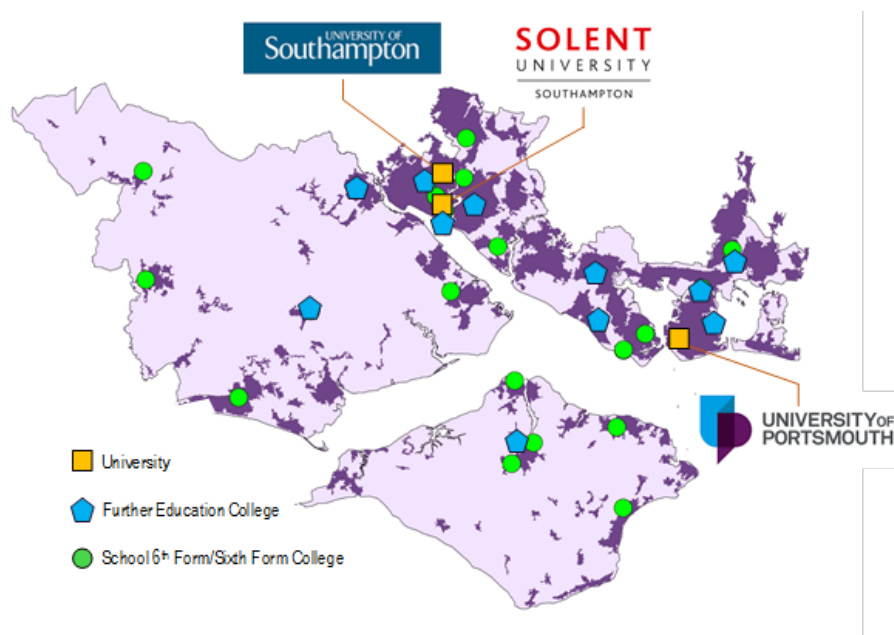 UNIVERSITY OF
Southampton
SOLENT
UNIVERSITY
SOUTHAMPTON
UNIVERSITY OF
PORTSMOUTH
University
Further Education College
School 6th Form/Sixth Form College